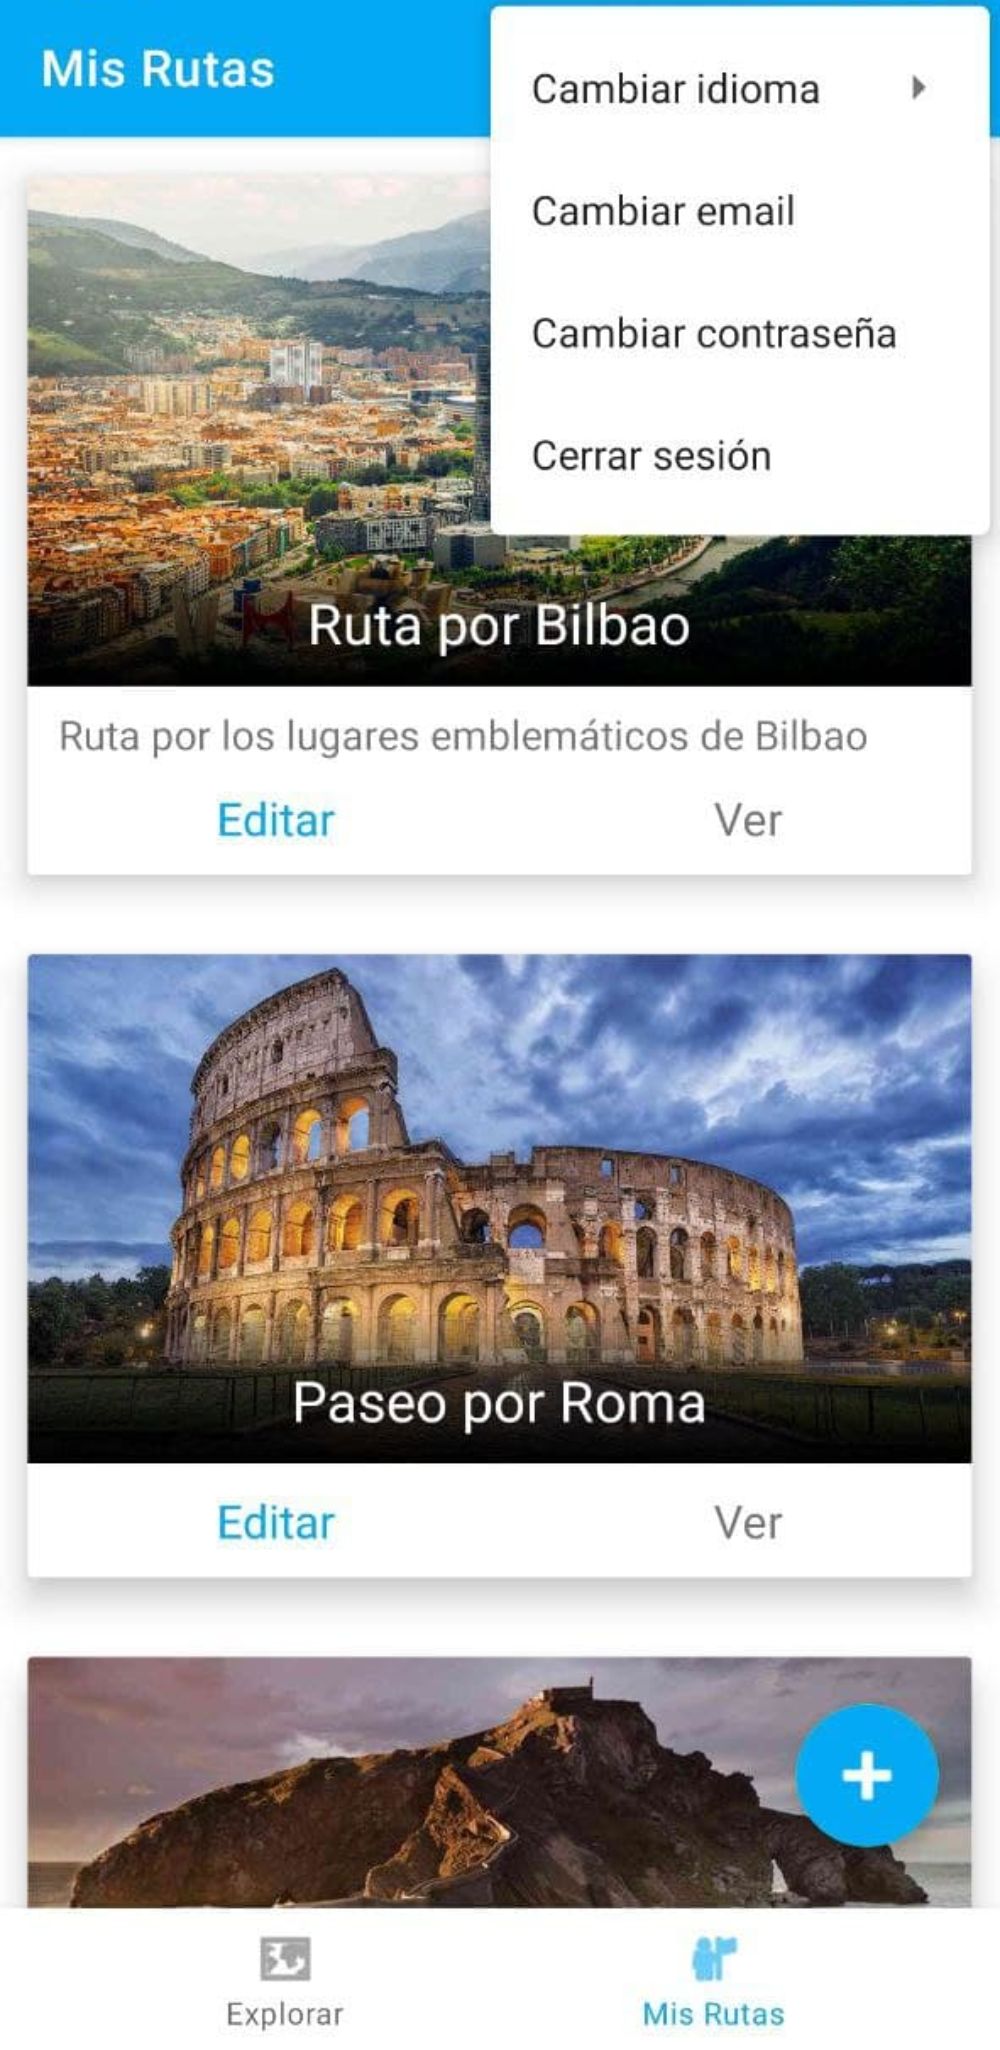 Mis Rutas
Cambiar idioma
Cambiar email
Cambiar contraseña
Cerrar sesión
Ruta por Bilbao
Ruta por los lugares emblemáticos de Bilbao
Editar
Ver
Paseo por Roma
Editar
Ver
Explorar
Mis Rutas